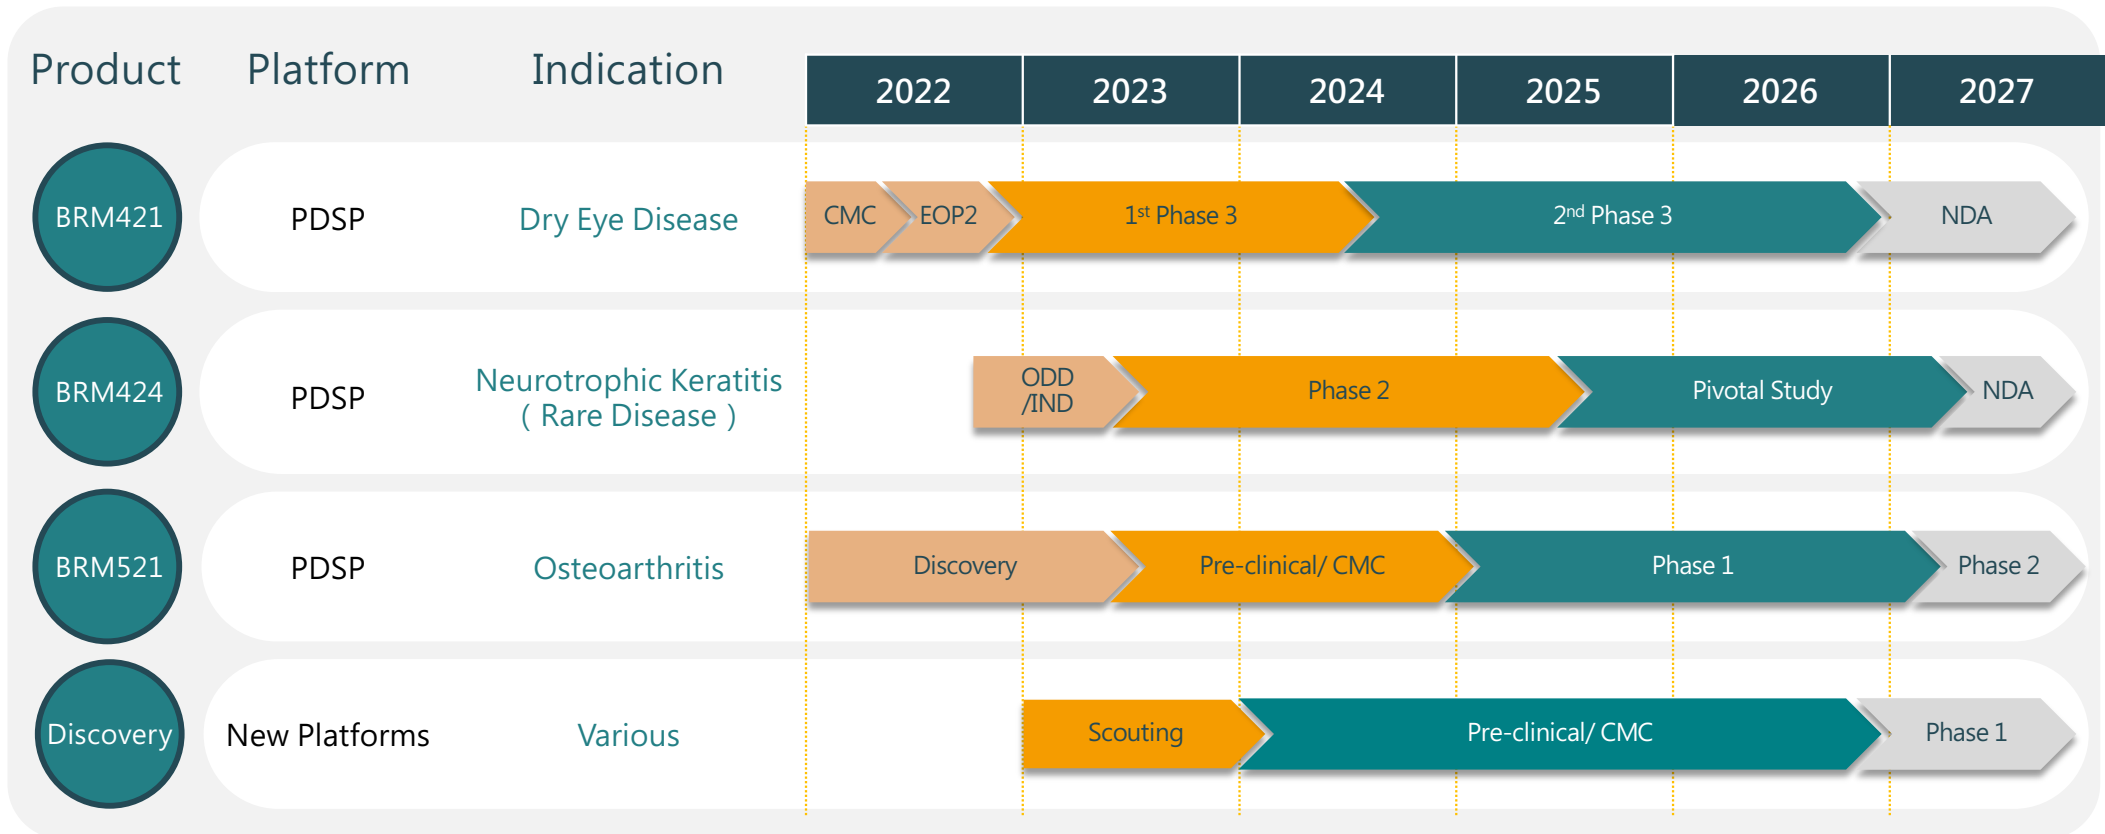 Product Platform Indication 2022 2023 2024 2025 2026 2027
BRM421 PDSP Dry Eye Disease CMC EOP2 1st Phase 3 2nd Phase 3 NDA
BRM424 PDSP Neurotrophic Keratitis
( Rare Disease )
ODD
/IND
Phase 2 Pivotal Study NDA
BRM521 PDSP Osteoarthritis Discovery Pre-clinical/ CMC Phase 1 Phase 2
Discovery New Platforms Various Scouting Pre-clinical/ CMC Phase 1